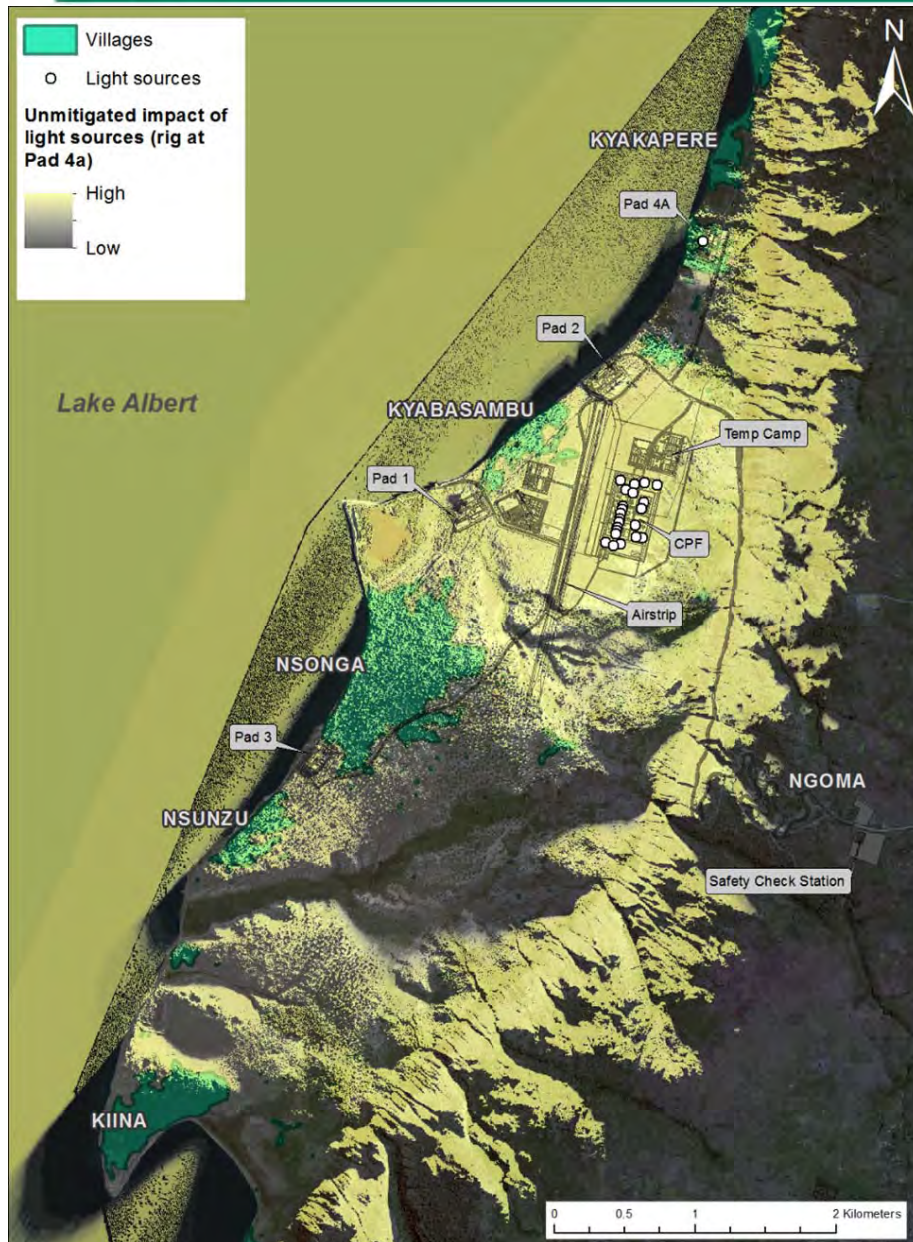 Villages
Light sources
Unmitigated impact of
light sources (rig at
Pad 4a)
High
Low
N
KYAKAPERE
Pad 4A
Pad 2
Lake Albert
KYABASAMBU
Temp Camp
Pad 1
CPF
Airstrip
NSONGA
Pad 3
NGOMA
NSUNZU
Safety Check Station
KIINA
0 0.5 1 2 Kilometers